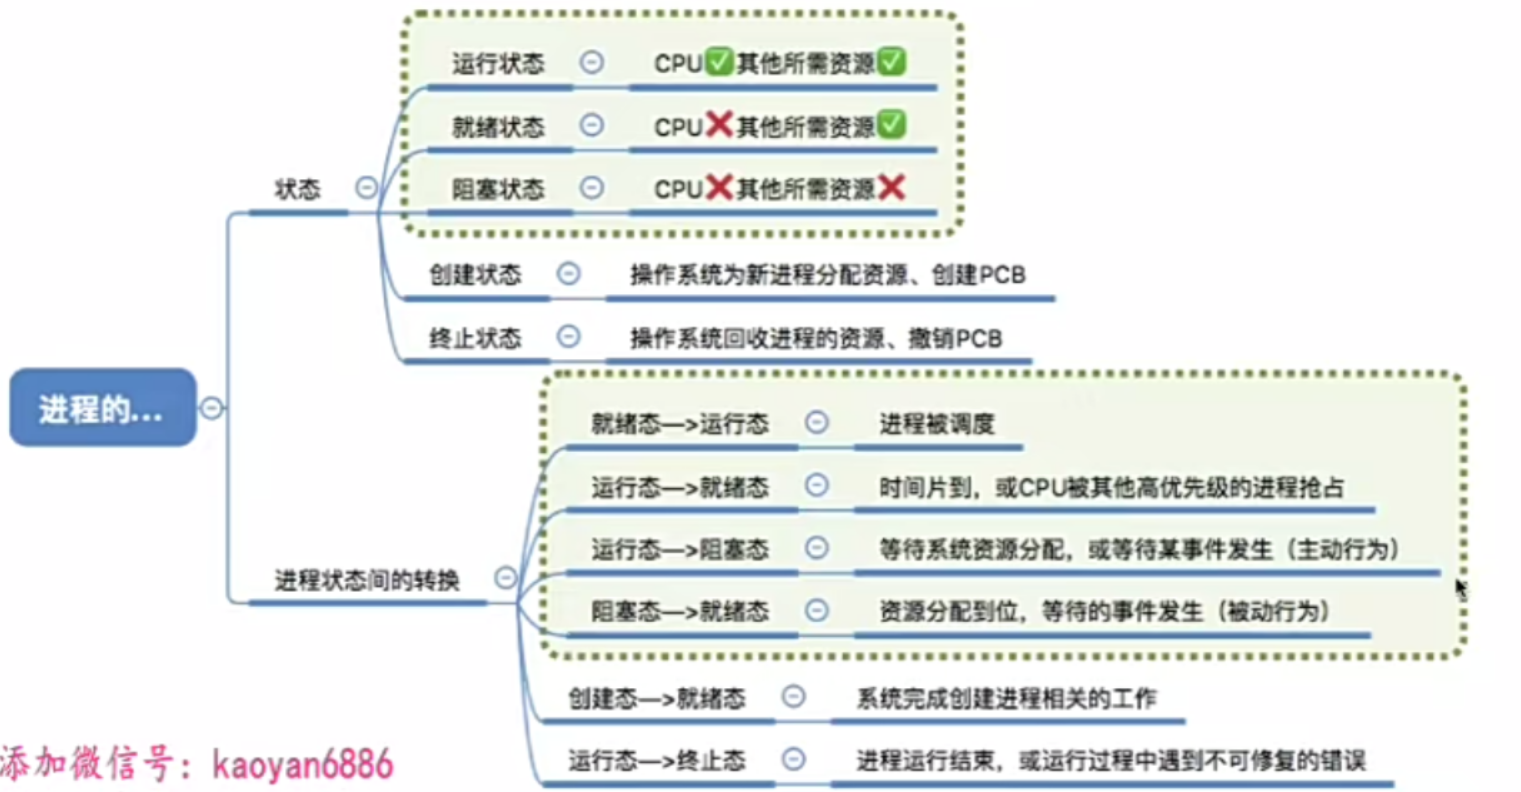 运行状态 CPU✅其他所需资源✅
就绪状态 CPU❌其他所需资源✅
状态
阻塞状态 CPU❌其他所需资源❌
创建状态 操作系统为新进程分配资源、创建PCB
终止状态 操作系统回收进程的资源、撤销PCB
进程的...
就绪态—>运行态 进程被调度
运行态—>就绪态 时间片到，或CPU被其他高优先级的进程抢占
运行态—>阻塞态 等待系统资源分配，或等待某事件发生（主动行为）
进程状态间的转换
阻塞态—>就绪态 资源分配到位，等待的事件发生（被动行为）
创建态—>就绪态 系统完成创建进程相关的工作
运行态—>终止态 进程运行结束，或运行过程中遇到不可修复的错误
添加微信号：kaoyan6886